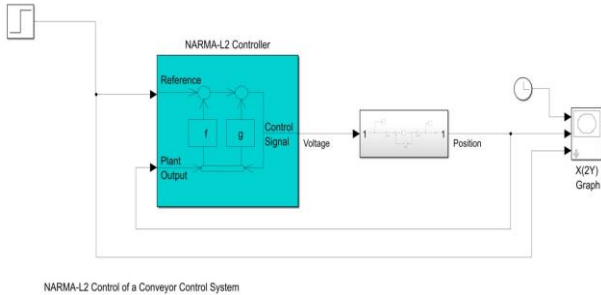 NARMA-L2 Controller
Reference
f
g
Control
Signal
Plant
Output
Voltage
1
1
Position
X(2Y)
Graph
NARMA-L2 Control of a Conveyor Control System